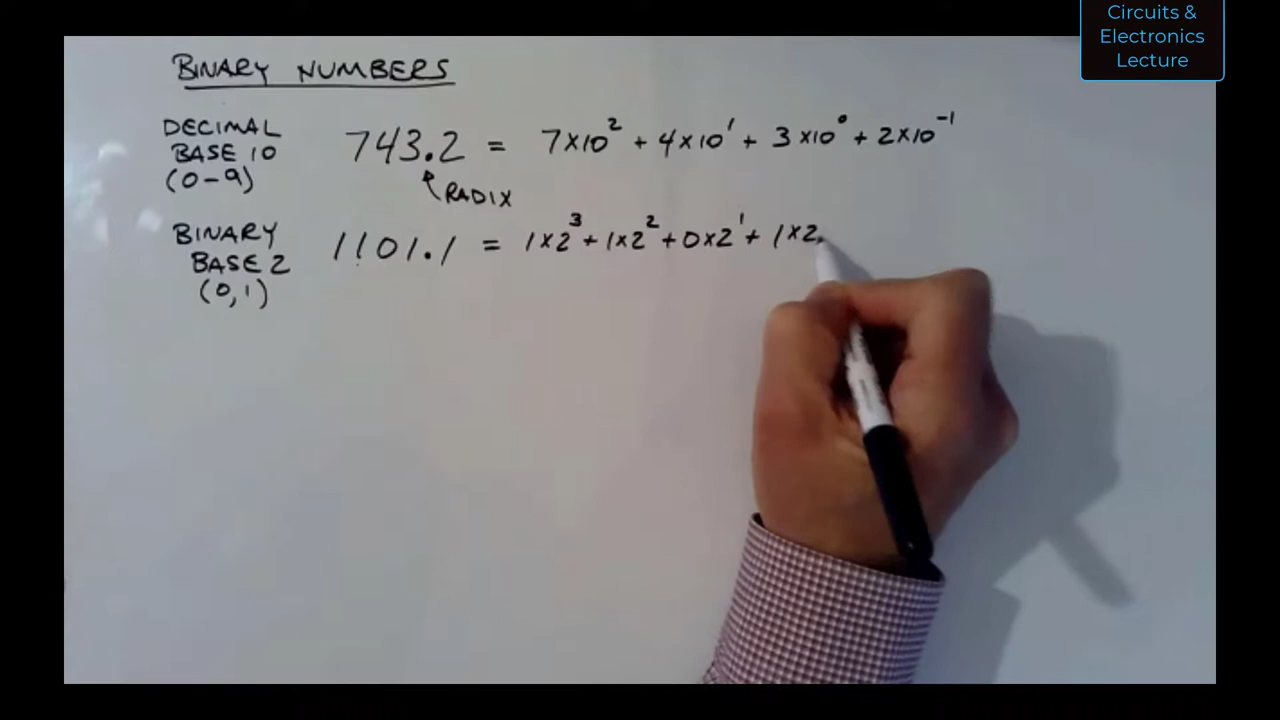 Circuits &
Electronics
Lecture
BINARY NUMBERS
DECIMAL
BASE 10
(0-9)
743.2 = 7×10² + 4×10¹ + 3×10⁰ + 2×10⁻¹
RADIX
BINARY
BASE 2
(0,1)
1101.1 = 1×2³ + 1×2² + 0×2¹ + 1×2